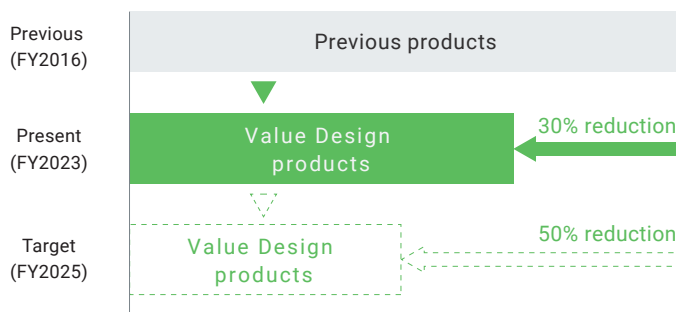 Previous
(FY2016)
Previous products
Present
(FY2023)
Value Design
products
30% reduction
Target
(FY2025)
Value Design
products
50% reduction